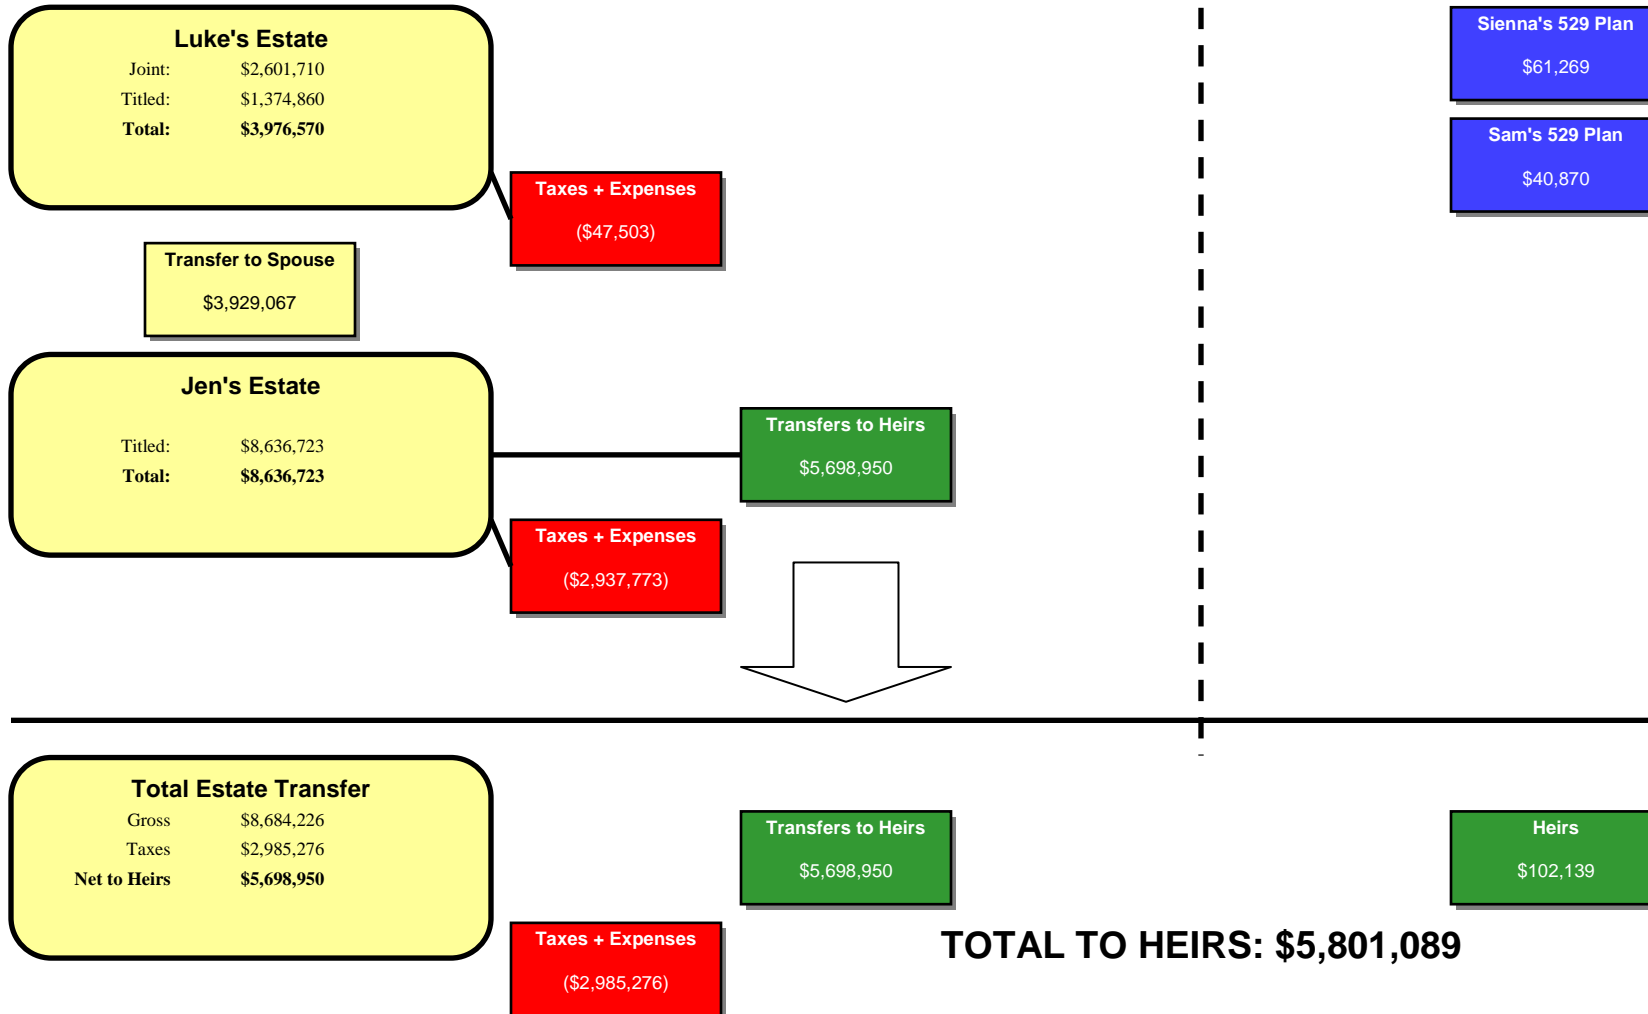 Luke's Estate
Joint: $2,601,710
Titled: $1,374,860
Total: $3,976,570
Taxes + Expenses
($47,503)
Transfer to Spouse
$3,929,067
Jen's Estate
Titled: $8,636,723
Total: $8,636,723
Transfers to Heirs
$5,698,950
Taxes + Expenses
($2,937,773)
Sienna's 529 Plan
$61,269
Sam's 529 Plan
$40,870
Total Estate Transfer
Gross $8,684,226
Taxes $2,985,276
Net to Heirs $5,698,950
Transfers to Heirs
$5,698,950
Heirs
$102,139
Taxes + Expenses
($2,985,276)
TOTAL TO HEIRS: $5,801,089